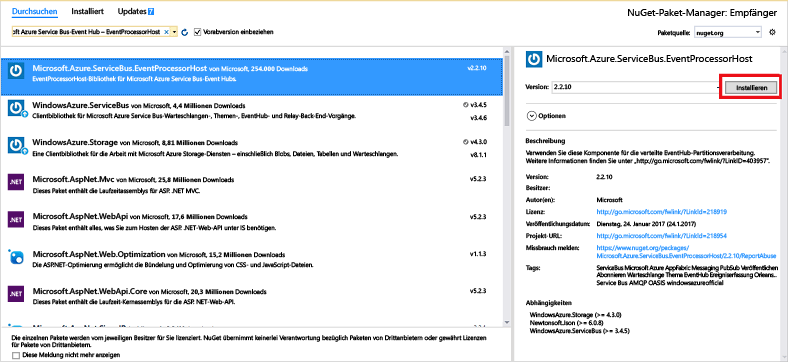 Durchsuchen Installiert Updates 7
NuGet-Paket-Manager: Empfänger
ft Azure Service Bus-Event Hub – EventProcessorHost
Vorabversion einbeziehen
Paketquelle: nuget.org
Microsoft.Azure.ServiceBus.EventProcessorHost von Microsoft, 254.000 Downloads v2.2.10
EventProcessorHost-Bibliothek für Microsoft Azure Service Bus-Event Hubs.
WindowsAzure.ServiceBus von Microsoft, 4,4 Millionen Downloads v3.4.5
Clientbibliothek für Microsoft Azure Service Bus-Warteschlangen-, Themen-, EventHub- und Relay-Back-End-Vorgänge. v3.4.6
WindowsAzure.Storage von Microsoft, 8,81 Millionen Downloads v4.3.0
Eine Clientbibliothek für die Arbeit mit Microsoft Azure Storage-Diensten – einschließlich Blobs, Dateien, Tabellen und Warteschlangen. v8.1.1
.NET
Microsoft.AspNet.Mvc von Microsoft, 25,8 Millionen Downloads v5.2.3
Dieses Paket enthält die Laufzeitassemblys für ASP. .NET MVC.
.NET
Microsoft.AspNet.WebApi von Microsoft, 17,6 Millionen Downloads v5.2.3
Dieses Paket enthält alles, was Sie zum Hosten der ASP. .NET-Web-API unter IS benötigen.
Microsoft.AspNet.Web.Optimization von Microsoft, 15,2 Millionen Downloads v1.1.3
Die ASP.NET-Optimierung ermöglicht die Bündelung und Optimierung von CSS- und JavaScript-Dateien.
.NET
Microsoft.AspNet.WebApi.Core von Microsoft, 20,3 Millionen Downloads v5.2.3
Dieses Paket enthält die Laufzeit-Kernassemblys für die ASP. NET-Web-API.
Die einzelnen Pakete werden vom jeweiligen Besitzer für Sie lizenziert. NuGet übernimmt keinerlei Verantwortung bezüglich Paketen von Drittanbietern oder gewährt Lizenzen
für Pakete von Drittanbietern.
Diese Meldung nicht mehr anzeigen
Microsoft.Azure.ServiceBus.EventProcessorHost
Version: 2.2.10 Installieren
Optionen
Beschreibung
Verwenden Sie diese Komponente für die verteilte EventHub-Partitionsverarbeitung.
Weitere Informationen finden Sie unter „http://go.microsoft.com/fwlink/?LinkID=403957".
Version: 2.2.10
Besitzer:
Autor(en): Microsoft
Lizenz: http://go.microsoft.com/fwlink/?LinkId=218919
Veröffentlichungsdatum: Dienstag, 24. Januar 2017 (24.1.2017)
Projekt-URL: http://go.microsoft.com/fwlink/?LinkId=218954
Missbrauch melden: https://www.nuget.org/packages/
Microsoft.Azure.ServiceBus.EventProcessorHost/2.2.10/ReportAbuse
Tags: ServiceBus Microsoft Azure AppFabric Messaging PubSub Veröffentlichen
Abonnieren Warteschlange Thema EventHub Ereigniserfassung Orleans..
Service Bus AMQP OASIS windowsazureofficial
Abhängigkeiten
WindowsAzure.Storage (>= 4.3.0)
Newtonsoft.Json (>= 6.0.8)
WindowsAzure.ServiceBus (>= 3.4.5)